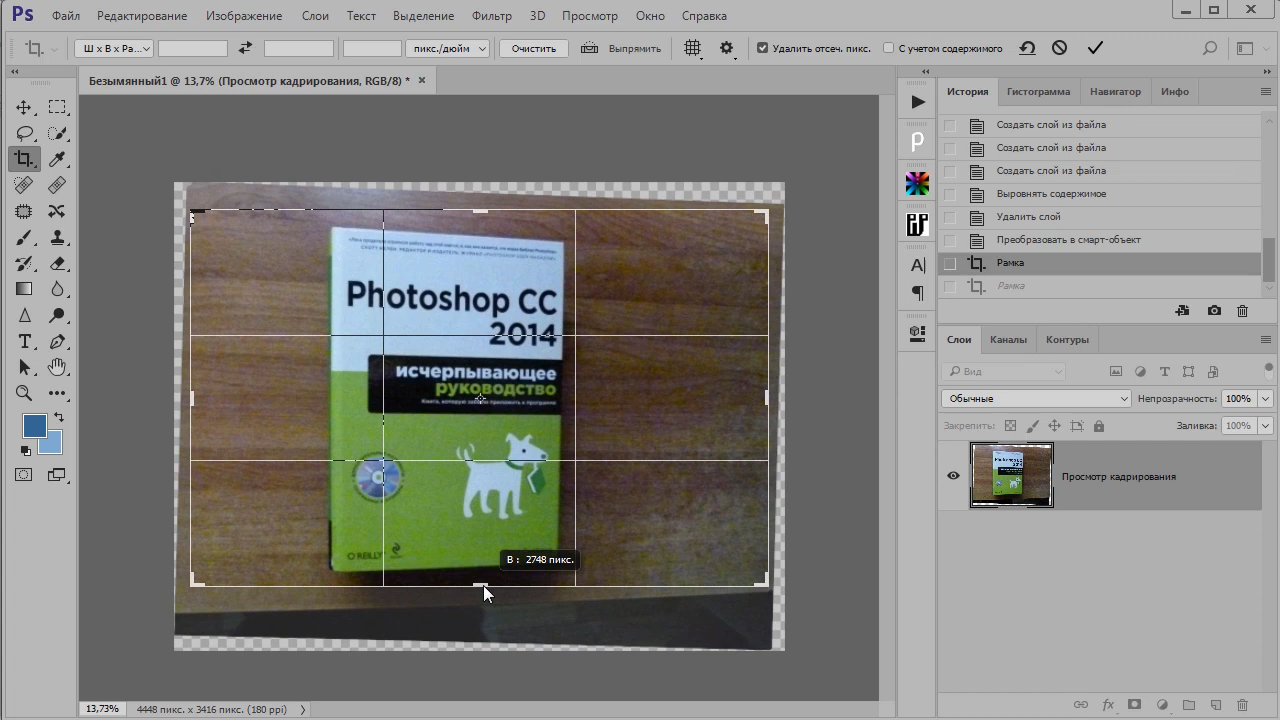 Ps Файл Редактирование Изображение Слои Текст Выделение Фильтр 3D Просмотр Окно Справка
Ш x В x Ра... пикс./дюйм Очистить Выпрямить Удалить отсеч. пикс. С учетом содержимого
Безымянный1 @ 13,7% (Просмотр кадрирования, RGB/8) * ×
История Гистограмма Навигатор Инфо
Создать слой из файла
Создать слой из файла
Создать слой из файла
Выровнять содержимое
Удалить слой
Преобразовать в смарт-объект
Рамка
Рамка
Слои Каналы Контуры
Вид
Обычные Непрозрачность: 100%
Закрепить: Заливка: 100%
Просмотр кадрирования
Photoshop CC
2014
исчерпывающее
руководство
O'REILLY
В : 2748 пикс.
13,73% 4448 пикс. x 3416 пикс. (180 ppi)